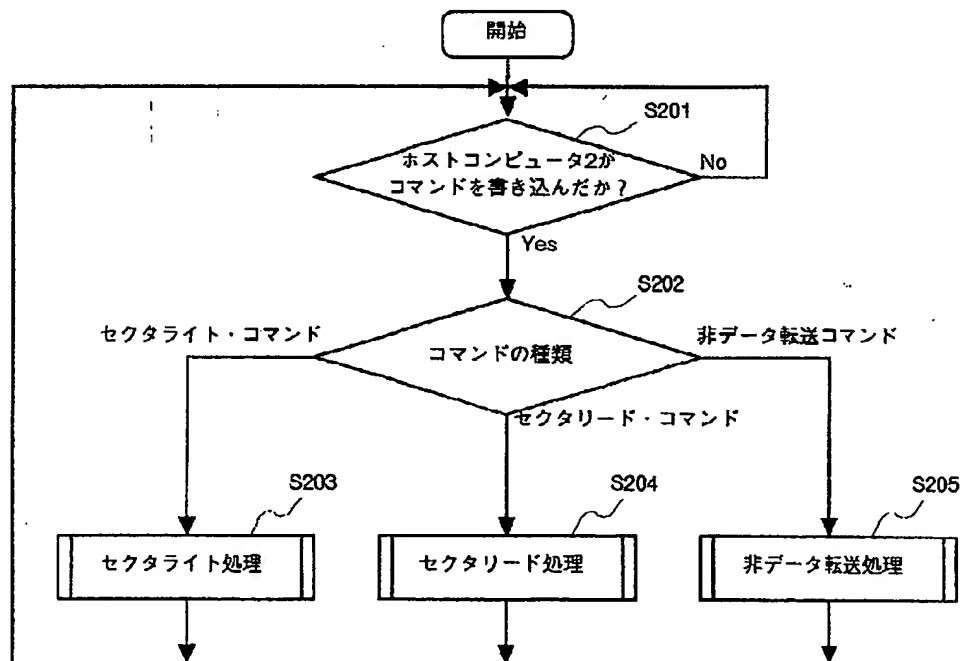 開始
S201
ホストコンピュータ2が
コマンドを書き込んだか？
No
Yes
S202
セクタライト・コマンド
コマンドの種類
非データ転送コマンド
セクタリード・コマンド
S203
S204
S205
セクタライト処理
セクタリード処理
非データ転送処理